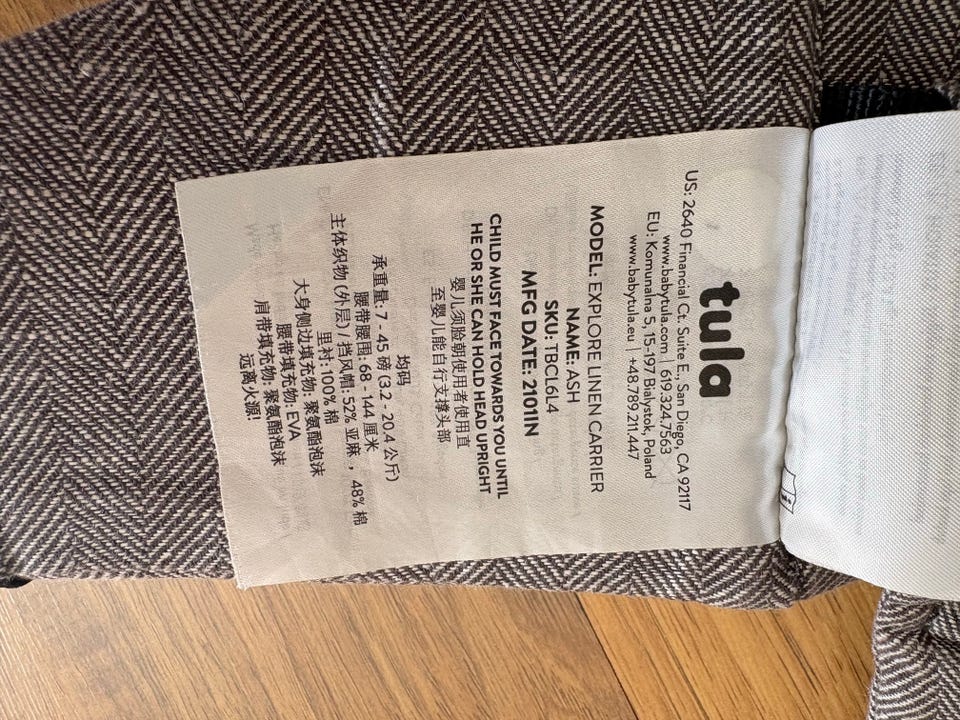 tula
US: 2640 Financial Ct. Suite E., San Diego, CA 92117
www.babytula.com | 619.324.7563
EU: Komunalna 5, 15-197 Bialystok, Poland
www.babytula.eu | +48.789.211.447
MODEL: EXPLORE LINEN CARRIER
NAME: ASH
SKU: TBCL6L4
MFG DATE: 2101IN
CHILD MUST FACE TOWARDS YOU UNTIL
HE OR SHE CAN HOLD HEAD UPRIGHT
婴儿须脸朝使用者使用直
至婴儿能自行支撑头部
均码
承重量: 7 - 45 磅 (3.2 - 20.4 公斤)
腰带腰围: 68 - 144 厘米
主体织物 (外层) / 挡风帽: 52% 亚麻 , 48% 棉
里衬: 100% 棉
大身侧边填充物: 聚氨酯泡沫
腰带填充物: EVA
肩带填充物: 聚氨酯泡沫
远离火源!